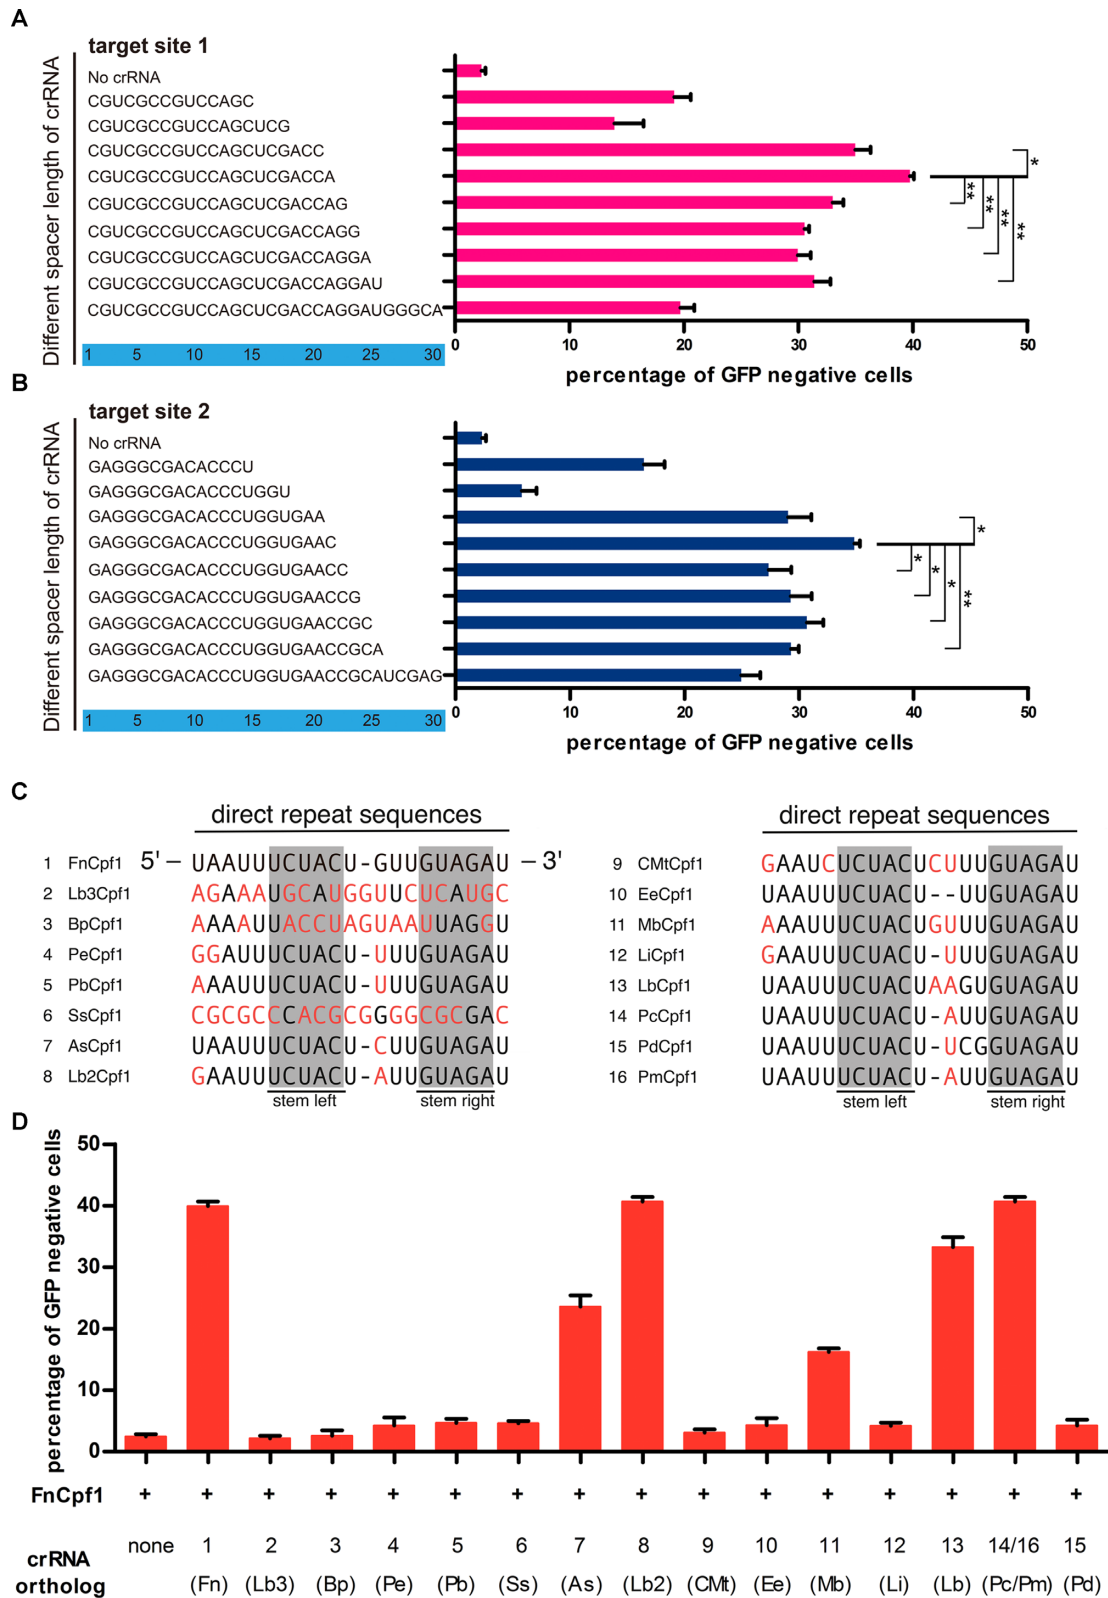 A
target site 1
Different spacer length of crRNA
No crRNA
CGUCGCCGUCCAGC
CGUCGCCGUCCAGCUCG
CGUCGCCGUCCAGCUCGACC
CGUCGCCGUCCAGCUCGACCA
CGUCGCCGUCCAGCUCGACCAG
CGUCGCCGUCCAGCUCGACCAGG
CGUCGCCGUCCAGCUCGACCAGGA
CGUCGCCGUCCAGCUCGACCAGGAU
CGUCGCCGUCCAGCUCGACCAGGAUGGGCA
* ** ** ** **
1 5 10 15 20 25 30
0 10 20 30 40 50
percentage of GFP negative cells
B
target site 2
Different spacer length of crRNA
No crRNA
GAGGGCGACACCCU
GAGGGCGACACCCUGGU
GAGGGCGACACCCUGGUGAA
GAGGGCGACACCCUGGUGAAC
GAGGGCGACACCCUGGUGAACC
GAGGGCGACACCCUGGUGAACCG
GAGGGCGACACCCUGGUGAACCGC
GAGGGCGACACCCUGGUGAACCGCA
GAGGGCGACACCCUGGUGAACCGCAUCGAG
* * * * **
1 5 10 15 20 25 30
0 10 20 30 40 50
percentage of GFP negative cells
C
direct repeat sequences
1 FnCpf1 5' – UAAUUUCUACU-GUUGUAGAU – 3'
2 Lb3Cpf1 AGAAAUGCAUGGUUCUCAUGC
3 BpCpf1 AAAAUUACCUAGUAAUUAGGU
4 PeCpf1 GGAUUUCUACU-UUUGUAGAU
5 PbCpf1 AAAUUUCUACU-UUUGUAGAU
6 SsCpf1 CGCGCCCACGCGGGGCGCGAC
7 AsCpf1 UAAUUUCUACU-CUUGUAGAU
8 Lb2Cpf1 GAAUUUCUACU-AUUGUAGAU
stem left stem right
direct repeat sequences
9 CMtCpf1 GAAUCUCUACUCUUUGUAGAU
10 EeCpf1 UAAUUUCUACU--UUGUAGAU
11 MbCpf1 AAAUUUCUACUGUUUGUAGAU
12 LiCpf1 GAAUUUCUACU-UUUGUAGAU
13 LbCpf1 UAAUUUCUACUAAGUGUAGAU
14 PcCpf1 UAAUUUCUACU-AUUGUAGAU
15 PdCpf1 UAAUUUCUACU-UCGGUAGAU
16 PmCpf1 UAAUUUCUACU-AUUGUAGAU
stem left stem right
D
percentage of GFP negative cells
50
40
30
20
10
0
FnCpf1 + + + + + + + + + + + + + + + +
crRNA ortholog
none 1 2 3 4 5 6 7 8 9 10 11 12 13 14/16 15
(Fn) (Lb3) (Bp) (Pe) (Pb) (Ss) (As) (Lb2) (CMt) (Ee) (Mb) (Li) (Lb) (Pc/Pm) (Pd)